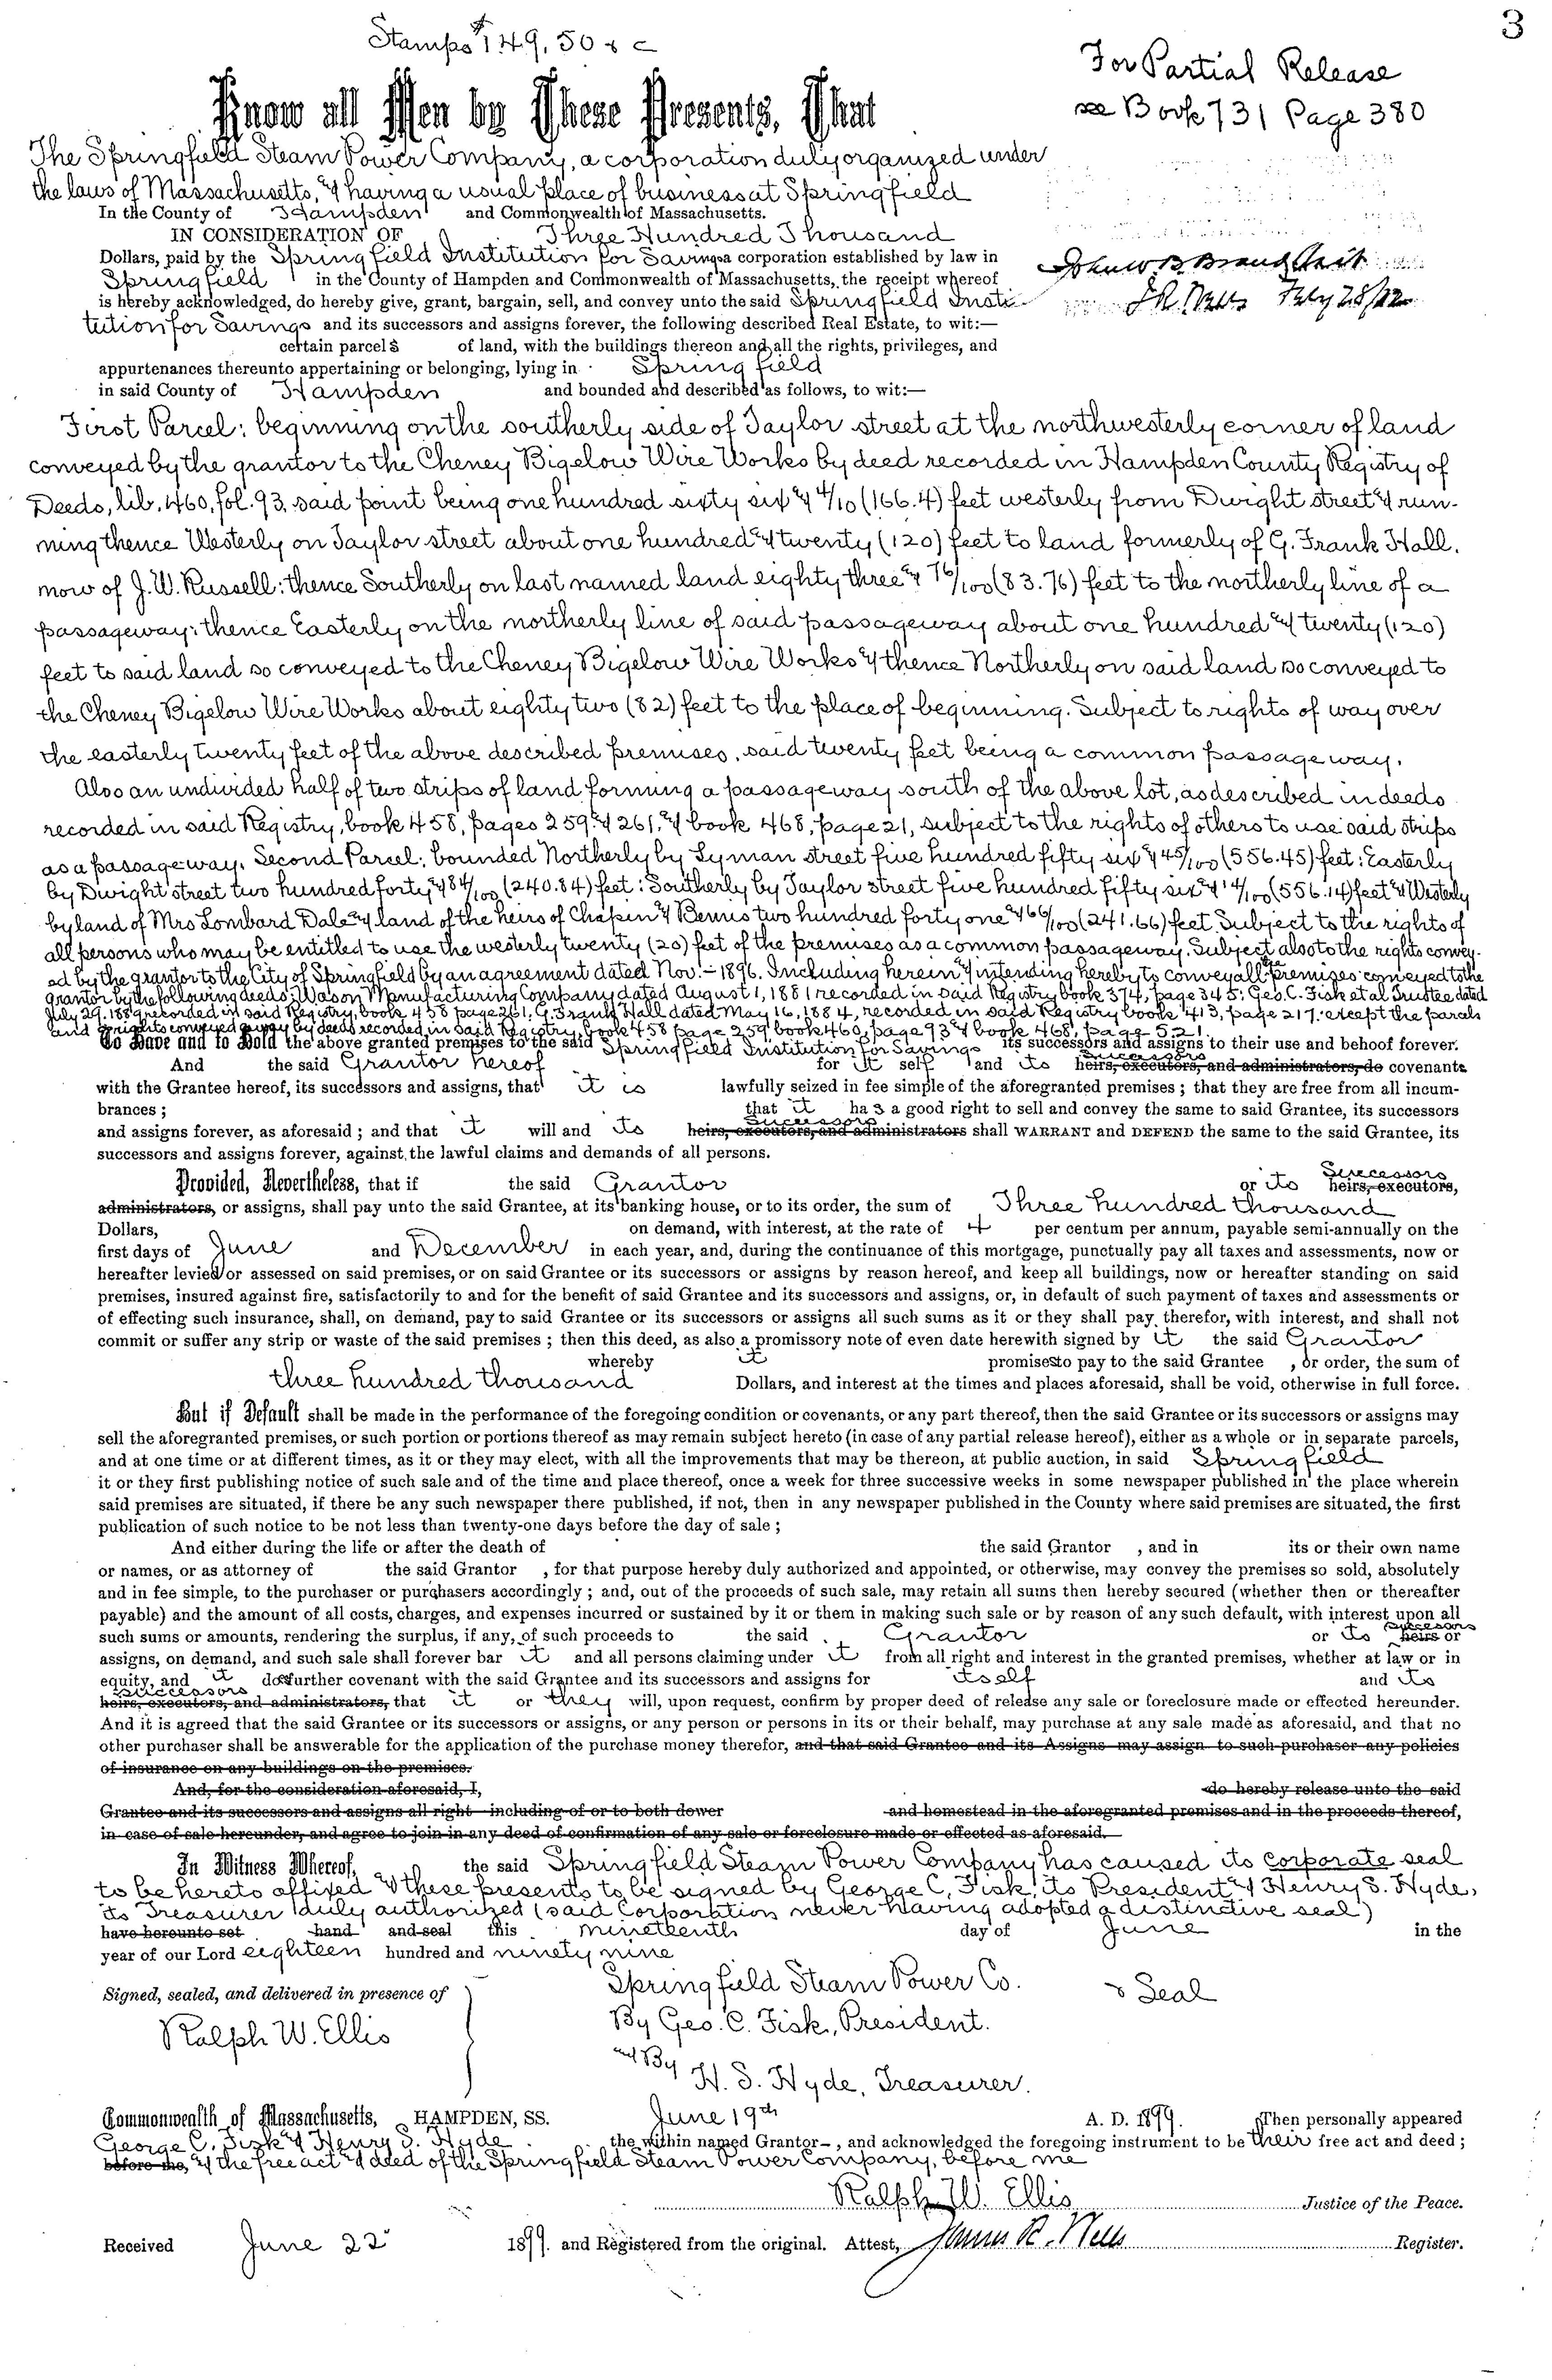 3
Stamps $149.50 & c
For Partial Release
see Book 731 Page 380
Know all Men by These Presents, That
The Springfield Steam Power Company, a corporation duly organized under
the laws of Massachusetts, & having a usual place of business at Springfield
In the County of Hampden and Commonwealth of Massachusetts.
IN CONSIDERATION OF Three Hundred Thousand
Dollars, paid by the Springfield Institution for Savings a corporation established by law in
Springfield in the County of Hampden and Commonwealth of Massachusetts, the receipt whereof
is hereby acknowledged, do hereby give, grant, bargain, sell, and convey unto the said Springfield Insti-
tution for Savings and its successors and assigns forever, the following described Real Estate, to wit:—
certain parcels of land, with the buildings thereon and all the rights, privileges, and
appurtenances thereunto appertaining or belonging, lying in Springfield
in said County of Hampden and bounded and described as follows, to wit:—
First Parcel: beginning on the southerly side of Taylor street at the northwesterly corner of land
conveyed by the grantor to the Cheney Bigelow Wire Works by deed recorded in Hampden County Registry of
Deeds, lib. 460, fol. 93, said point being one hundred sixty six & 4/10 (166.4) feet westerly from Dwight street & run-
ning thence Westerly on Taylor street about one hundred & twenty (120) feet to land formerly of G. Frank Hall,
now of J. W. Russell: thence Southerly on last named land eighty three & 76/100 (83.76) feet to the northerly line of a
passageway: thence Easterly on the northerly line of said passageway about one hundred & twenty (120)
feet to said land so conveyed to the Cheney Bigelow Wire Works & thence Northerly on said land so conveyed to
the Cheney Bigelow Wire Works about eighty two (82) feet to the place of beginning. Subject to rights of way over
the easterly twenty feet of the above described premises, said twenty feet being a common passageway.
Also an undivided half of two strips of land forming a passageway south of the above lot, as described in deeds
recorded in said Registry, book 458, pages 259 & 261, & book 468, page 21, subject to the rights of others to use said strips
as a passageway. Second Parcel: bounded Northerly by Lyman street five hundred fifty six & 45/100 (556.45) feet: Easterly
by Dwight street two hundred forty & 84/100 (240.84) feet: Southerly by Taylor street five hundred fifty six & 14/100 (556.14) feet & Westerly
by land of Mrs Lombard Dale & land of the heirs of Chapin & Bemis two hundred forty one & 66/100 (241.66) feet. Subject to the rights of
all persons who may be entitled to use the westerly twenty (20) feet of the premises as a common passageway. Subject also to the rights convey-
ed by the grantor to the City of Springfield by an agreement dated Nov. – 1896. Including herein & intending hereby to convey all the premises conveyed to the
grantor by the following deeds: Wason Manufacturing Company dated August 1, 1881 recorded in said Registry book 374, page 345: Geo. C. Fisk et al Trustee dated
July 29, 1889 recorded in said Registry, book 458 page 261, G. Frank Hall dated May 16, 1884, recorded in said Registry book 413, page 217, except the parcels
and rights conveyed away by deeds recorded in said Registry, book 458 page 259, book 460, page 93 & book 468, page 521.
To Have and to Hold the above granted premises to the said Springfield Institution for Savings its successors and assigns to their use and behoof forever.
And the said Grantor hereof for it self and its successors heirs, executors, and administrators, do covenants
with the Grantee hereof, its successors and assigns, that it is lawfully seized in fee simple of the aforegranted premises; that they are free from all incum-
brances; that it has a good right to sell and convey the same to said Grantee, its successors
and assigns forever, as aforesaid; and that it will and its successors heirs, executors, and administrators shall WARRANT and DEFEND the same to the said Grantee, its
successors and assigns forever, against the lawful claims and demands of all persons.
Provided, Nevertheless, that if the said Grantor or its Successors heirs, executors,
administrators, or assigns, shall pay unto the said Grantee, at its banking house, or to its order, the sum of Three hundred thousand
Dollars, on demand, with interest, at the rate of 4 per centum per annum, payable semi-annually on the
first days of June and December in each year, and, during the continuance of this mortgage, punctually pay all taxes and assessments, now or
hereafter levied or assessed on said premises, or on said Grantee or its successors or assigns by reason hereof, and keep all buildings, now or hereafter standing on said
premises, insured against fire, satisfactorily to and for the benefit of said Grantee and its successors and assigns, or, in default of such payment of taxes and assessments or
of effecting such insurance, shall, on demand, pay to said Grantee or its successors or assigns all such sums as it or they shall pay therefor, with interest, and shall not
commit or suffer any strip or waste of the said premises; then this deed, as also a promissory note of even date herewith signed by it the said Grantor
whereby it promises to pay to the said Grantee , or order, the sum of
three hundred thousand Dollars, and interest at the times and places aforesaid, shall be void, otherwise in full force.
But if Default shall be made in the performance of the foregoing condition or covenants, or any part thereof, then the said Grantee or its successors or assigns may
sell the aforegranted premises, or such portion or portions thereof as may remain subject hereto (in case of any partial release hereof), either as a whole or in separate parcels,
and at one time or at different times, as it or they may elect, with all the improvements that may be thereon, at public auction, in said Springfield
it or they first publishing notice of such sale and of the time and place thereof, once a week for three successive weeks in some newspaper published in the place wherein
said premises are situated, if there be any such newspaper there published, if not, then in any newspaper published in the County where said premises are situated, the first
publication of such notice to be not less than twenty-one days before the day of sale;
And either during the life or after the death of the said Grantor , and in its or their own name
or names, or as attorney of the said Grantor , for that purpose hereby duly authorized and appointed, or otherwise, may convey the premises so sold, absolutely
and in fee simple, to the purchaser or purchasers accordingly; and, out of the proceeds of such sale, may retain all sums then hereby secured (whether then or thereafter
payable) and the amount of all costs, charges, and expenses incurred or sustained by it or them in making such sale or by reason of any such default, with interest upon all
such sums or amounts, rendering the surplus, if any, of such proceeds to the said Grantor or its successors heirs or
assigns, on demand, and such sale shall forever bar it and all persons claiming under it from all right and interest in the granted premises, whether at law or in
equity, and it does further covenant with the said Grantee and its successors and assigns for itself and its
successors heirs, executors, and administrators, that it or they will, upon request, confirm by proper deed of release any sale or foreclosure made or effected hereunder.
And it is agreed that the said Grantee or its successors or assigns, or any person or persons in its or their behalf, may purchase at any sale made as aforesaid, and that no
other purchaser shall be answerable for the application of the purchase money therefor, and that said Grantee and its Assigns may assign to such purchaser any policies
of insurance on any buildings on the premises.
And, for the consideration aforesaid, I, do hereby release unto the said
Grantee and its successors and assigns all right including of or to both dower and homestead in the aforegranted premises and in the proceeds thereof,
in case of sale hereunder, and agree to join in any deed of confirmation of any sale or foreclosure made or effected as aforesaid.
In Witness Whereof, the said Springfield Steam Power Company has caused its corporate seal
to be hereto affixed & these presents to be signed by George C. Fisk, its President & Henry S. Hyde,
its Treasurer duly authorized (said Corporation never having adopted a distinctive seal)
have hereunto set hand and seal this nineteenth day of June in the
year of our Lord eighteen hundred and ninety nine
Signed, sealed, and delivered in presence of
Ralph W. Ellis
Springfield Steam Power Co. & Seal
By Geo. C. Fisk, President.
and By H. S. Hyde, Treasurer.
Commonwealth of Massachusetts, HAMPDEN, SS. June 19th A. D. 1899. Then personally appeared
George C. Fisk & Henry S. Hyde the within named Grantor–, and acknowledged the foregoing instrument to be their free act and deed;
before me, & the free act & deed of the Springfield Steam Power Company, before me
Ralph W. Ellis Justice of the Peace.
Received June 22 1899. and Registered from the original. Attest, James R. Wells Register.